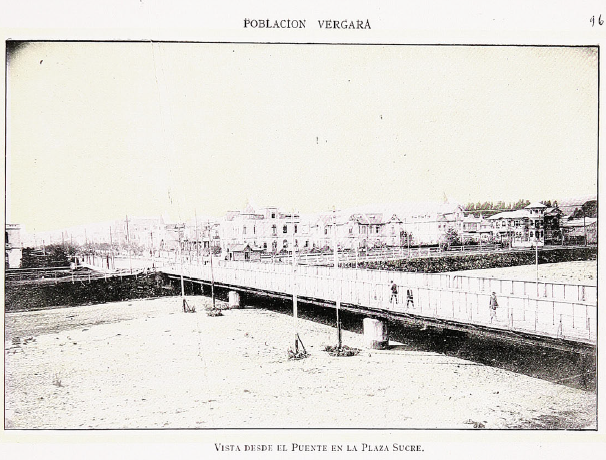 POBLACION VERGARA
96
VISTA DESDE EL PUENTE EN LA PLAZA SUCRE.